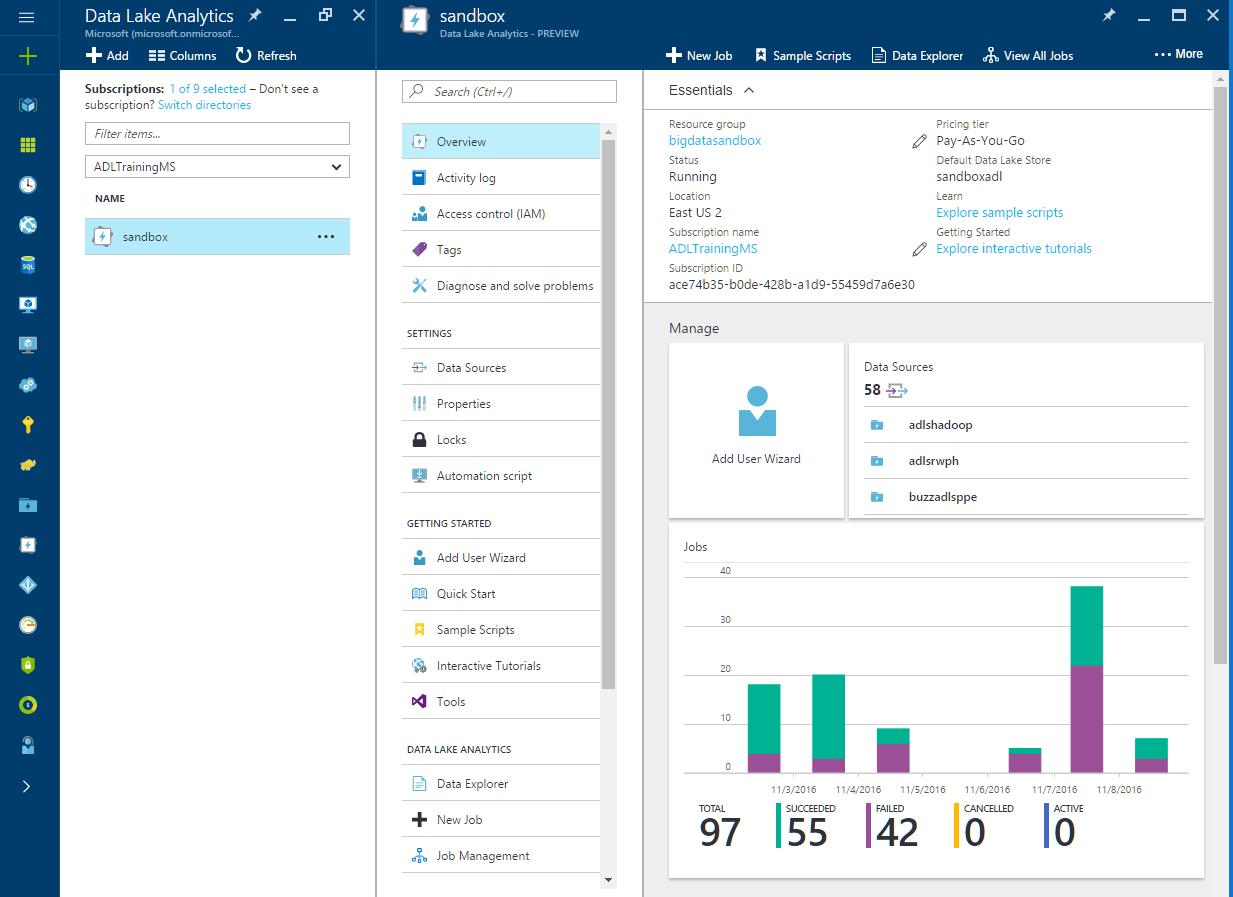 Data Lake Analytics
Microsoft (microsoft.onmicrosof...
Add
Columns
Refresh
Subscriptions: 1 of 9 selected – Don't see a
subscription? Switch directories
Filter items...
ADLTrainingMS
NAME
sandbox
...
sandbox
Data Lake Analytics - PREVIEW
New Job
Sample Scripts
Data Explorer
View All Jobs
... More
Search (Ctrl+/)
Overview
Activity log
Access control (IAM)
Tags
Diagnose and solve problems
SETTINGS
Data Sources
Properties
Locks
Automation script
GETTING STARTED
Add User Wizard
Quick Start
Sample Scripts
Interactive Tutorials
Tools
DATA LAKE ANALYTICS
Data Explorer
New Job
Job Management
Essentials
Resource group
bigdatasandbox
Status
Running
Location
East US 2
Subscription name
ADLTrainingMS
Subscription ID
ace74b35-b0de-428b-a1d9-55459d7a6e30
Pricing tier
Pay-As-You-Go
Default Data Lake Store
sandboxadl
Learn
Explore sample scripts
Getting Started
Explore interactive tutorials
Manage
Add User Wizard
Data Sources
58
adlshadoop
adlsrwph
buzzadlsppe
Jobs
40
30
20
10
0
11/3/2016 11/4/2016 11/5/2016 11/6/2016 11/7/2016 11/8/2016
TOTAL
97
SUCCEEDED
55
FAILED
42
CANCELLED
0
ACTIVE
0
SQL